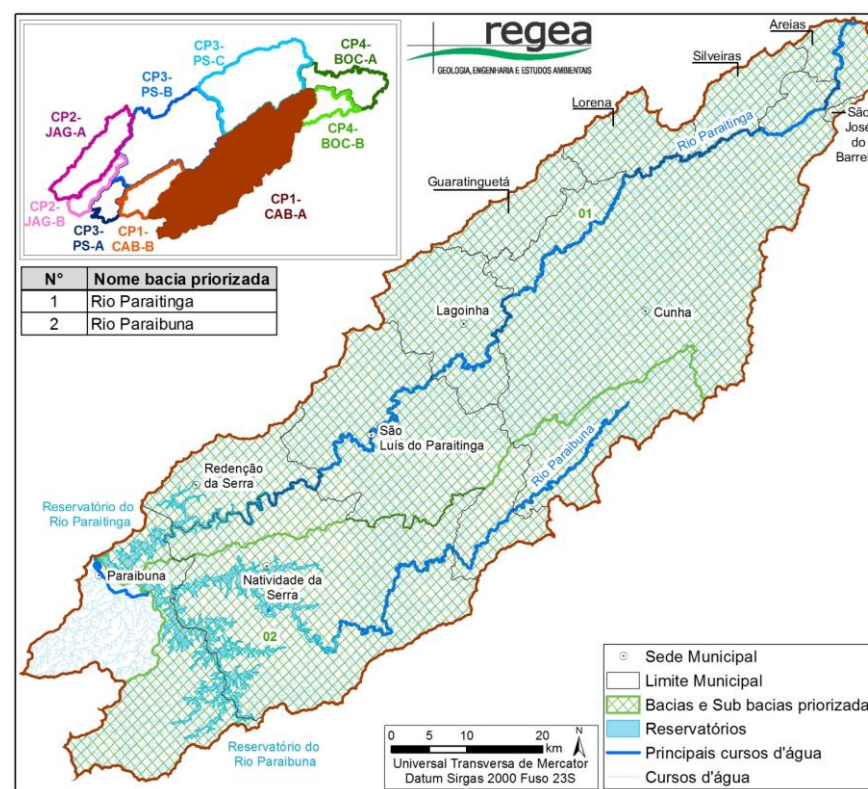 CP3-
PS-C
CP4-
BOC-A
CP3-
PS-B
CP2-
JAG-A
CP4-
BOC-B
CP2-
JAG-B
CP3-
PS-A
CP1-
CAB-B
CP1-
CAB-A
regea
GEOLOGIA, ENGENHARIA E ESTUDOS AMBIENTAIS
N° Nome bacia priorizada
1 Rio Paraitinga
2 Rio Paraibuna
Areias
Silveiras
Lorena
Guaratinguetá
São
José
do
Rio Paraitinga
01
Lagoinha
Cunha
São
Luís do Paraitinga
Rio Paraibuna
Redenção
da Serra
Reservatório do
Rio Paraitinga
Paraibuna
Natividade da
Serra
02
Reservatório do
Rio Paraibuna
0 5 10 20
km
N
Universal Transversa de Mercator
Datum Sirgas 2000 Fuso 23S
Sede Municipal
Limite Municipal
Bacias e Sub bacias priorizada
Reservatórios
Principais cursos d'água
Cursos d'água